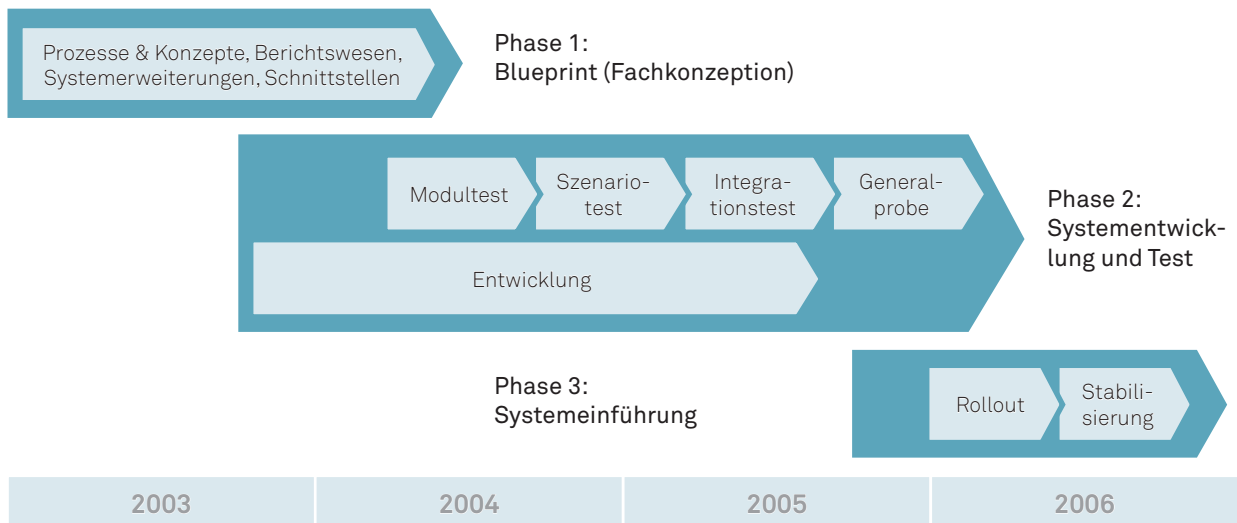 Prozesse & Konzepte, Berichtswesen,
Systemerweiterungen, Schnittstellen
Phase 1:
Blueprint (Fachkonzeption)
Modultest
Szenario-
test
Integra-
tionstest
General-
probe
Entwicklung
Phase 2:
Systementwick-
lung und Test
Phase 3:
Systemeinführung
Rollout
Stabili-
sierung
2003
2004
2005
2006